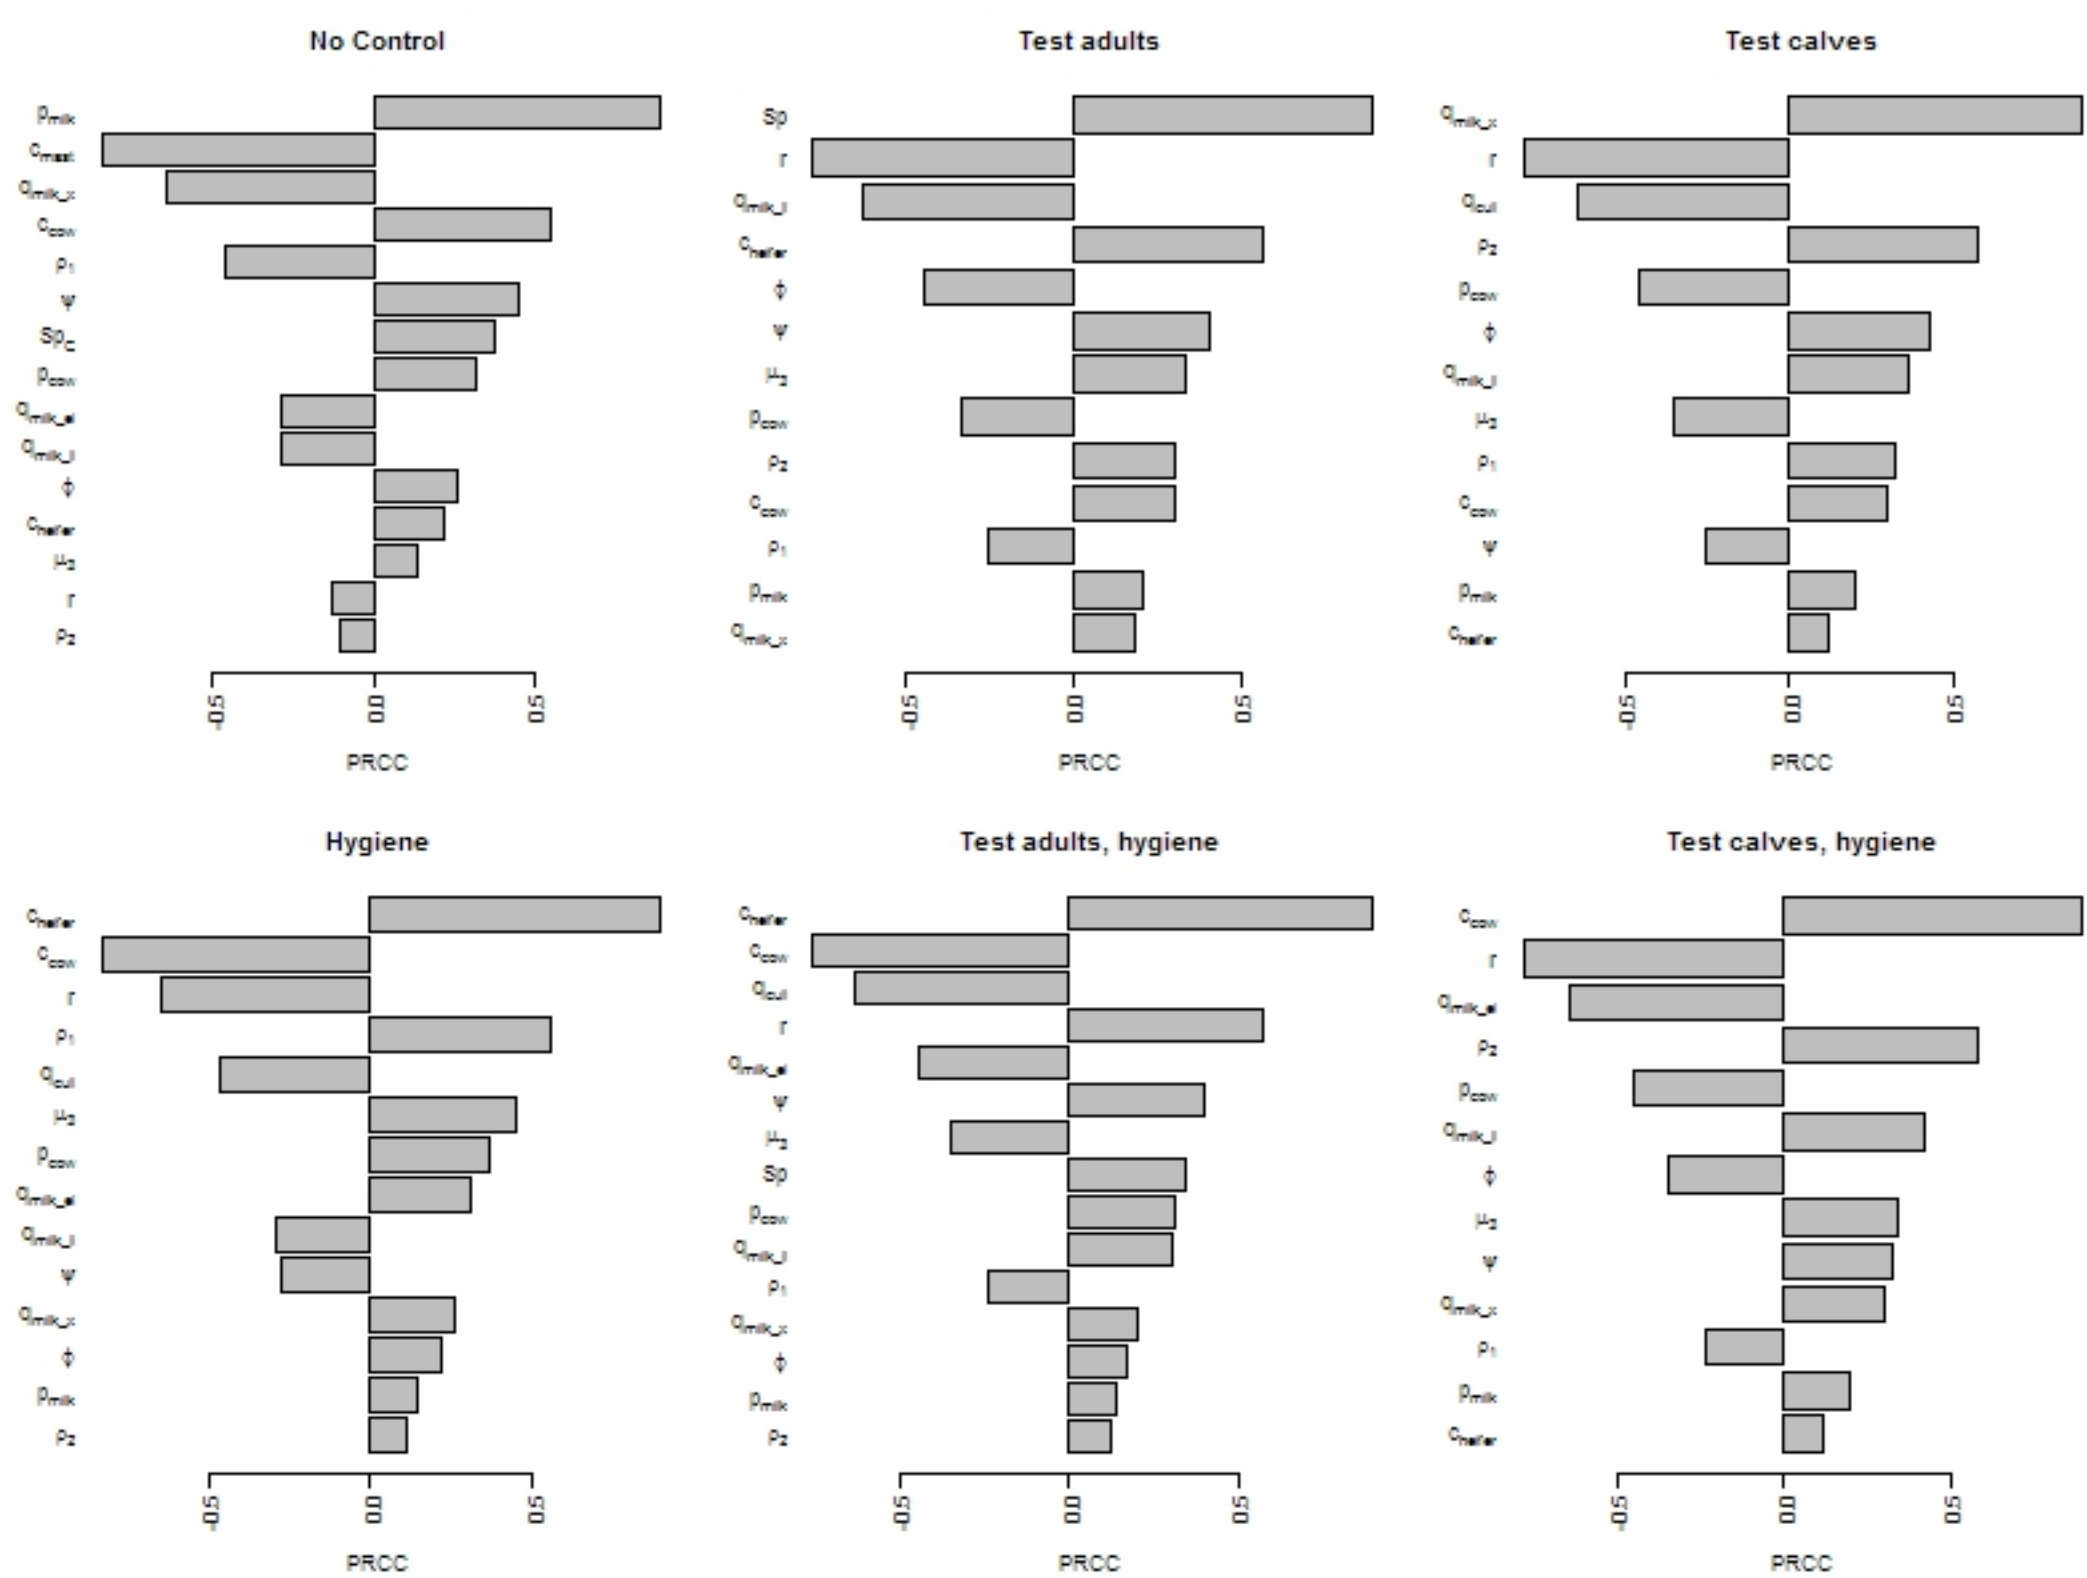 No Control
p_milk
c_mast
q_milk_x
c_cow
ρ1
ψ
Sp_C
p_cow
q_milk_el
q_milk_l
ϕ
c_heifer
r
ρ2
-0.5 0.0 0.5
PRCC
Test adults
Sp
r
q_milk_l
c_heifer
ϕ
ψ
p_cow
ρ2
c_cow
ρ1
p_milk
q_milk_x
-0.5 0.0 0.5
PRCC
Test calves
q_milk_x
r
q_cull
ρ2
p_cow
ϕ
q_milk_l
ρ1
c_cow
ψ
p_milk
c_heifer
-0.5 0.0 0.5
PRCC
Hygiene
c_heifer
c_cow
r
ρ1
q_cull
p_cow
q_milk_el
q_milk_l
ψ
q_milk_x
ϕ
p_milk
ρ2
-0.5 0.0 0.5
PRCC
Test adults, hygiene
c_heifer
c_cow
q_cull
r
q_milk_el
ψ
Sp
p_cow
q_milk_l
ρ1
q_milk_x
ϕ
p_milk
ρ2
-0.5 0.0 0.5
PRCC
Test calves, hygiene
c_cow
r
q_milk_el
ρ2
p_cow
q_milk_l
ϕ
ψ
q_milk_x
ρ1
p_milk
c_heifer
-0.5 0.0 0.5
PRCC